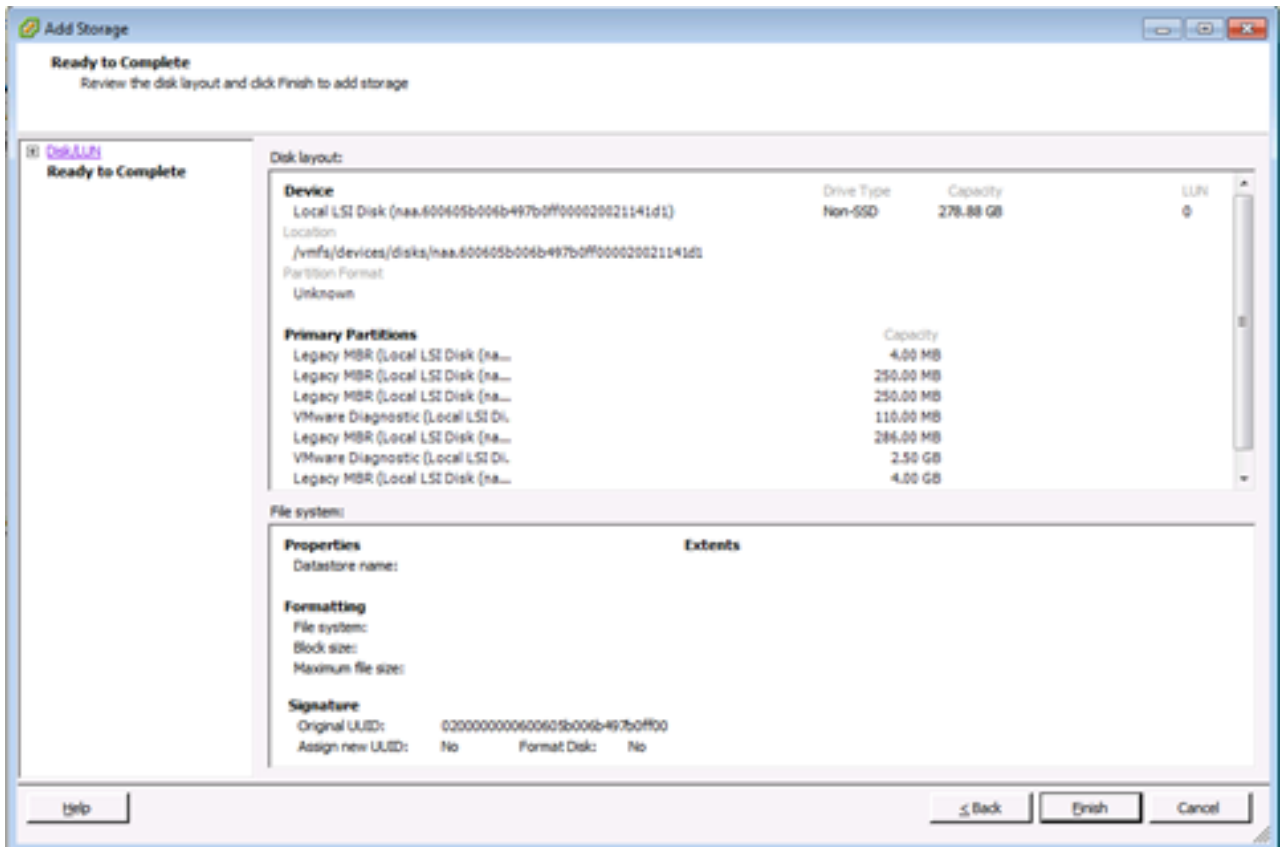 Add Storage
Ready to Complete
Review the disk layout and click Finish to add storage
Disk/LUN
Ready to Complete
Disk layout:
Device Drive Type Capacity LUN
Local LSI Disk (naa.600605b006b497b0ff000020021141d1) Non-SSD 278.88 GB 0
Location
/vmfs/devices/disks/naa.600605b006b497b0ff000020021141d1
Partition Format
Unknown
Primary Partitions Capacity
Legacy MBR (Local LSI Disk (na... 4.00 MB
Legacy MBR (Local LSI Disk (na... 250.00 MB
Legacy MBR (Local LSI Disk (na... 250.00 MB
VMware Diagnostic (Local LSI Di. 110.00 MB
Legacy MBR (Local LSI Disk (na... 286.00 MB
VMware Diagnostic (Local LSI Di. 2.50 GB
Legacy MBR (Local LSI Disk (na... 4.00 GB
File system:
Properties Extents
Datastore name:
Formatting
File system:
Block size:
Maximum file size:
Signature
Original UUID: 0200000000600605b006b497b0ff00
Assign new UUID: No Format Disk: No
Help < Back Finish Cancel